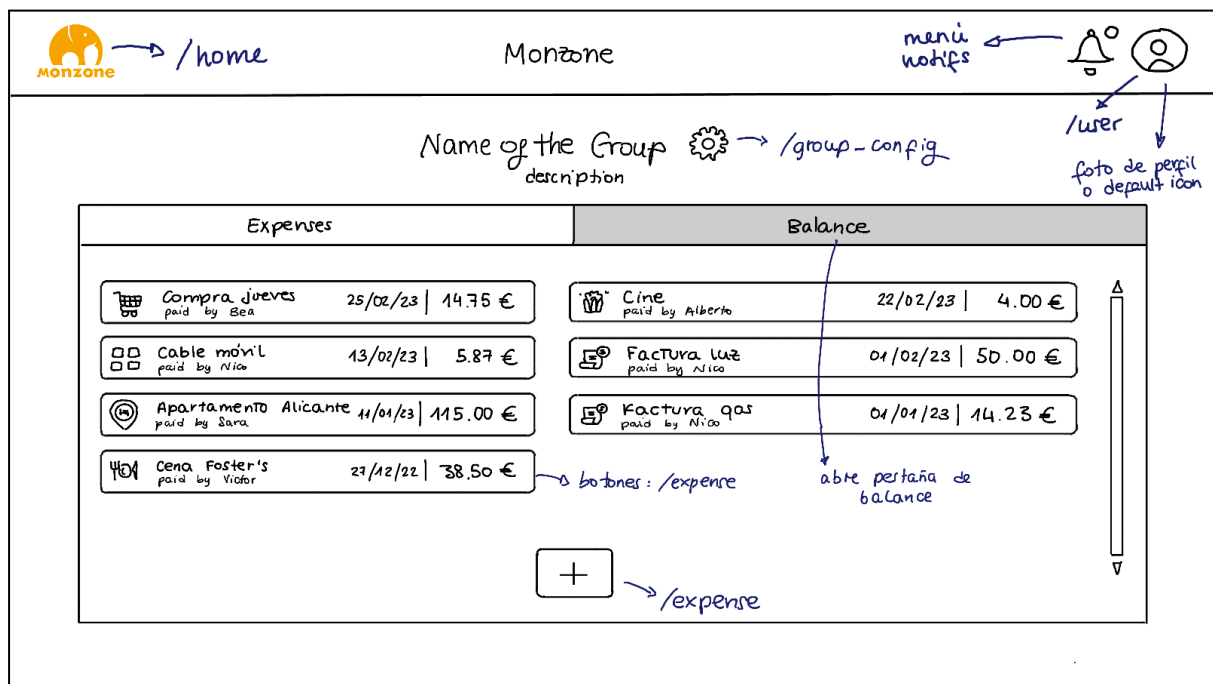 monzone
/home
Monzone
menú
notifs
/user
foto de perfil
o default icon
Name of the Group
/group-config
description
Expenses
Balance
Compra jueves
paid by Bea
25/02/23 | 14.75 €
Cine
paid by Alberto
22/02/23 | 4.00 €
Cable móvil
paid by Nico
13/02/23 | 5.87 €
Factura luz
paid by Nico
01/02/23 | 50.00 €
Apartamento Alicante
paid by Sara
11/01/23 | 115.00 €
Factura gas
paid by Nico
01/01/23 | 14.23 €
Cena Foster's
paid by Victor
27/12/22 | 38.50 €
botones: /expense
abre pestaña de
balance
+
/expense